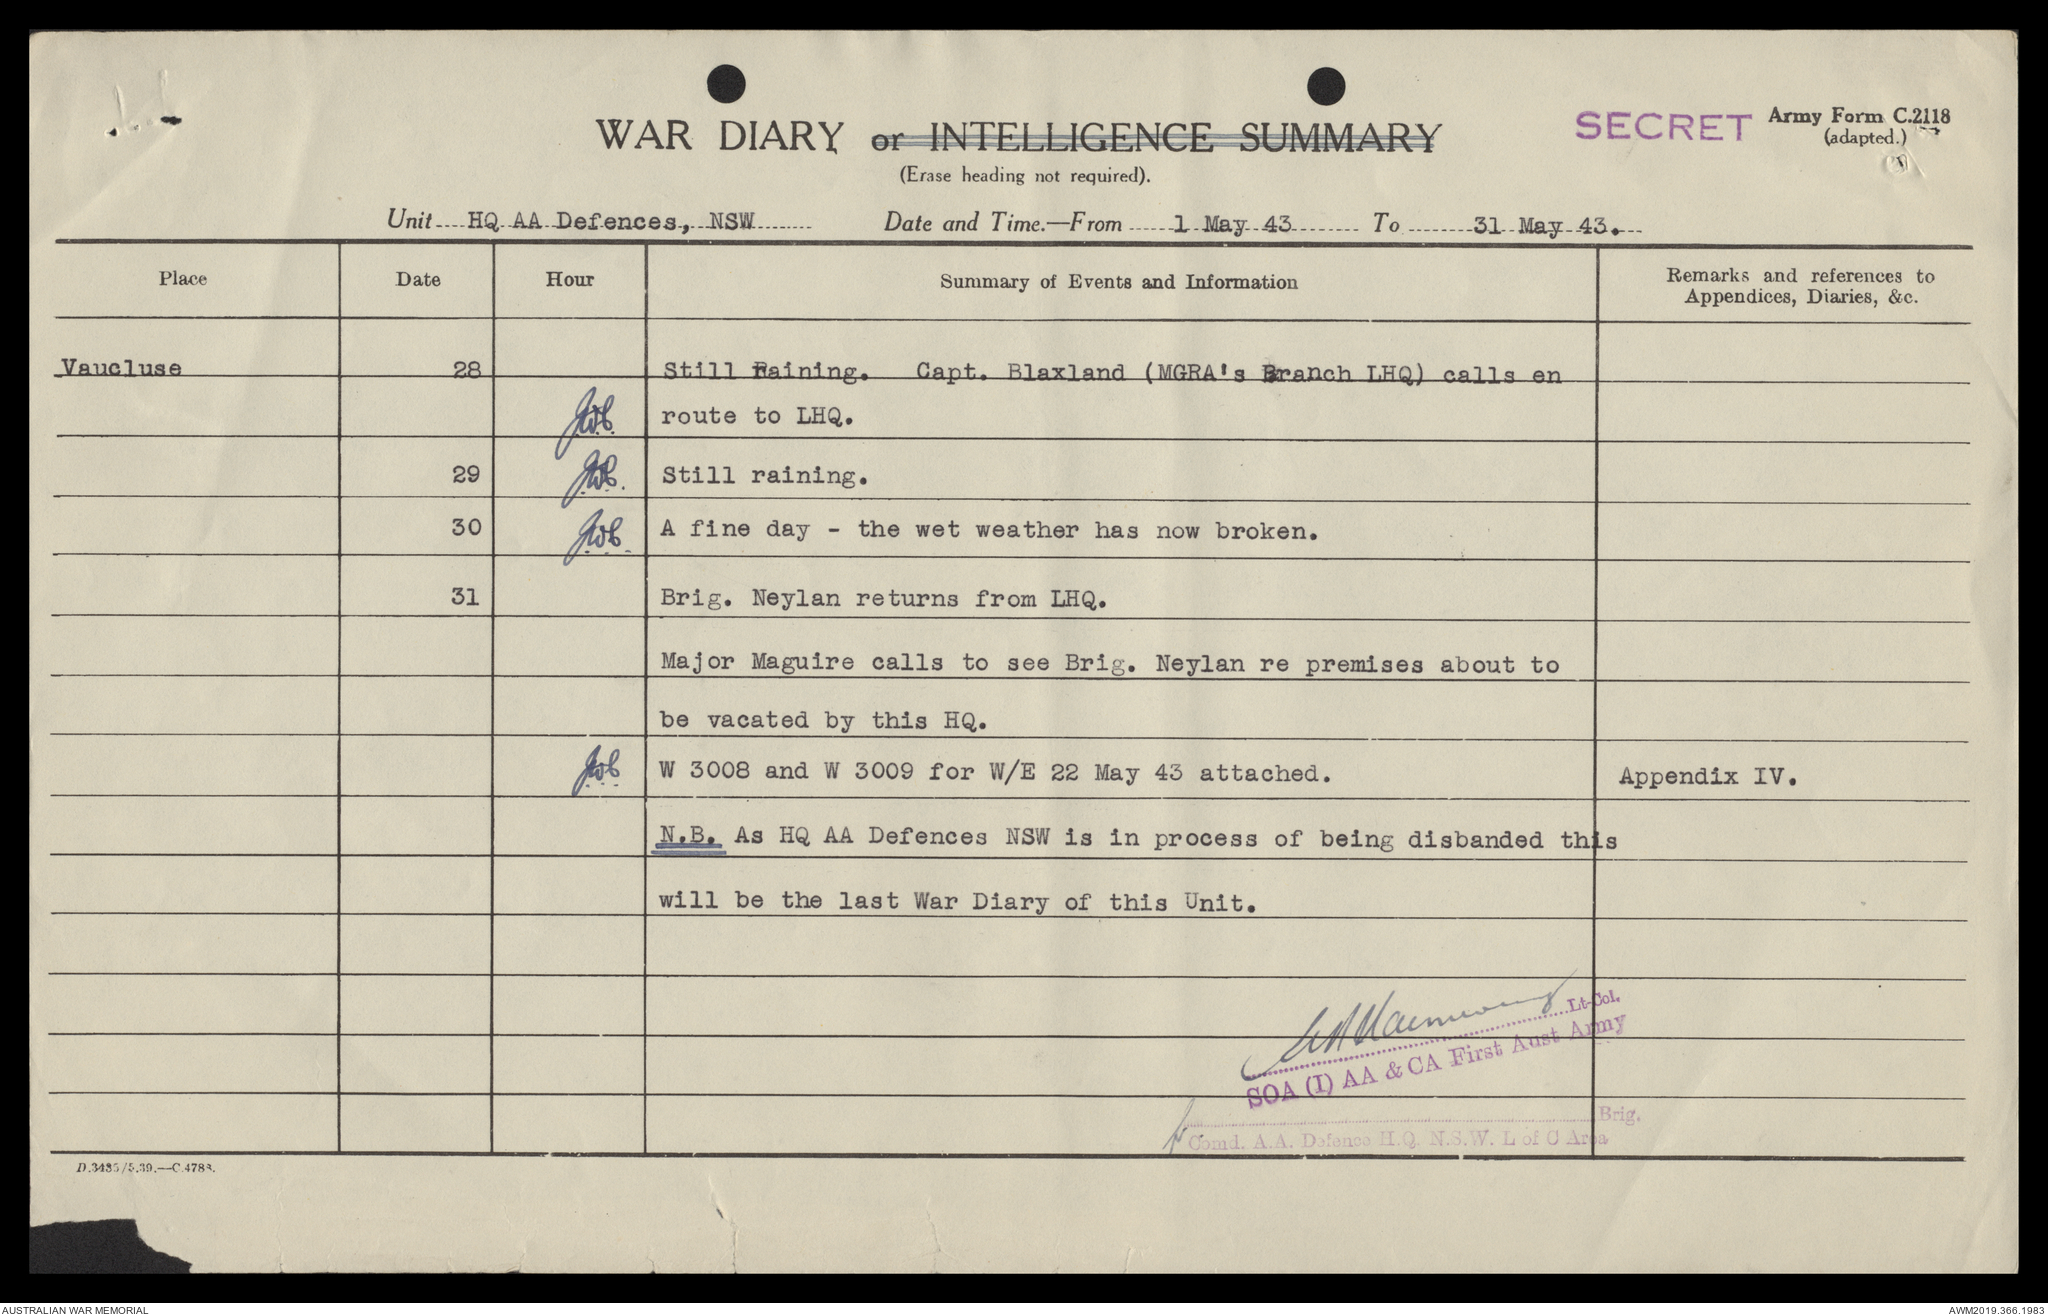 WAR DIARY or INTELLIGENCE SUMMARY
(Erase heading not required).
SECRET
Army Form C.2118
(adapted.)
Unit HQ AA Defences, NSW Date and Time.—From 1 May 43 To 31 May 43.
Place Date Hour Summary of Events and Information Remarks and references to
Appendices, Diaries, &c.
Vaucluse 28 Still Raining. Capt. Blaxland (MGRA's Branch LHQ) calls en
route to LHQ.
29 Still raining.
30 A fine day - the wet weather has now broken.
31 Brig. Neylan returns from LHQ.
Major Maguire calls to see Brig. Neylan re premises about to
be vacated by this HQ.
W 3008 and W 3009 for W/E 22 May 43 attached. Appendix IV.
N.B. As HQ AA Defences NSW is in process of being disbanded this
will be the last War Diary of this Unit.
Lt-Col.
SOA (I) AA & CA First Aust Army
Brig.
Comd. A.A. Defence H.Q. N.S.W. L of C Area
D.3435/5.39.—C.4783.
AUSTRALIAN WAR MEMORIAL
AWM2019.366.1983